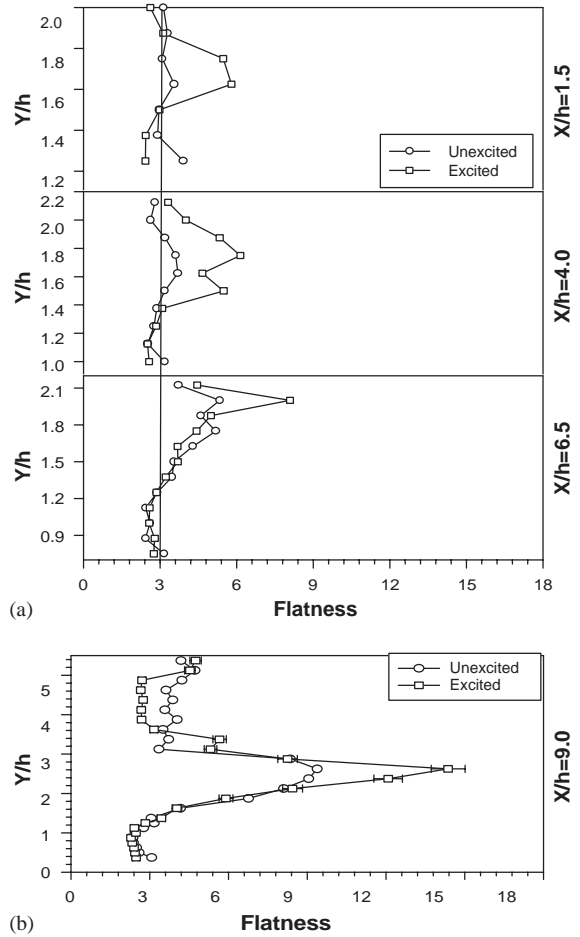 2.0
1.8
1.6
1.4
1.2
Y/h
X/h=1.5
Unexcited
Excited
2.2
2.0
1.8
1.6
1.4
1.2
1.0
Y/h
X/h=4.0
2.1
1.8
1.5
1.2
0.9
Y/h
X/h=6.5
0 3 6 9 12 15 18
(a) Flatness
Unexcited
Excited
5
4
3
2
1
0
Y/h
X/h=9.0
0 3 6 9 12 15 18
(b) Flatness